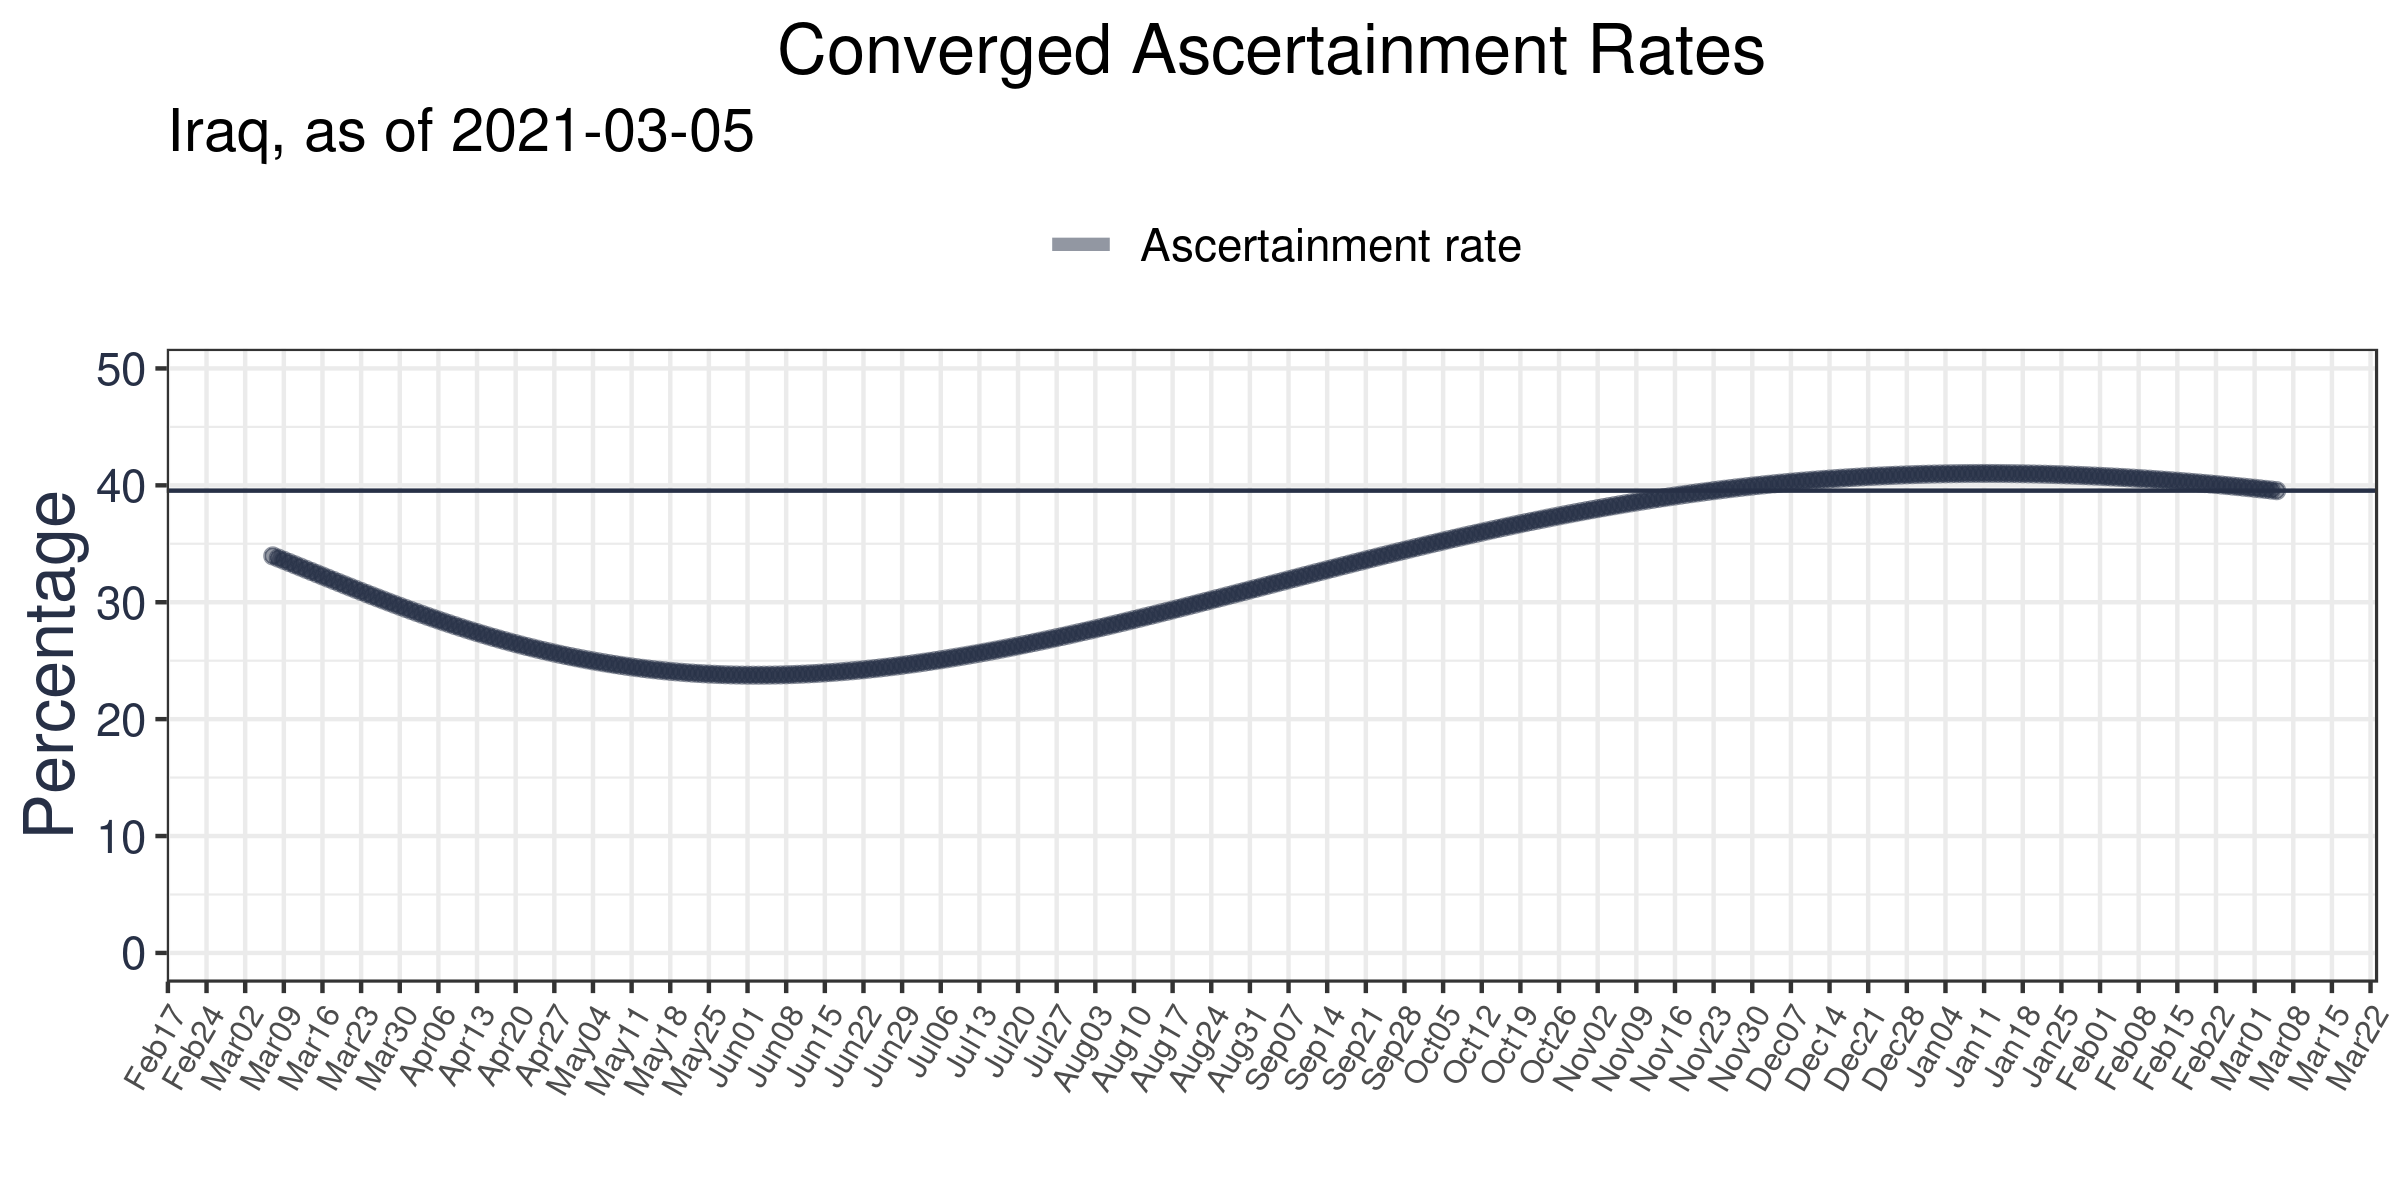 Converged Ascertainment Rates
Iraq, as of 2021-03-05
Ascertainment rate
Percentage
50
40
30
20
10
0
Feb17
Feb24
Mar02
Mar09
Mar16
Mar23
Mar30
Apr06
Apr13
Apr20
Apr27
May04
May11
May18
May25
Jun01
Jun08
Jun15
Jun22
Jun29
Jul06
Jul13
Jul20
Jul27
Aug03
Aug10
Aug17
Aug24
Aug31
Sep07
Sep14
Sep21
Sep28
Oct05
Oct12
Oct19
Oct26
Nov02
Nov09
Nov16
Nov23
Nov30
Dec07
Dec14
Dec21
Dec28
Jan04
Jan11
Jan18
Jan25
Feb01
Feb08
Feb15
Feb22
Mar01
Mar08
Mar15
Mar22